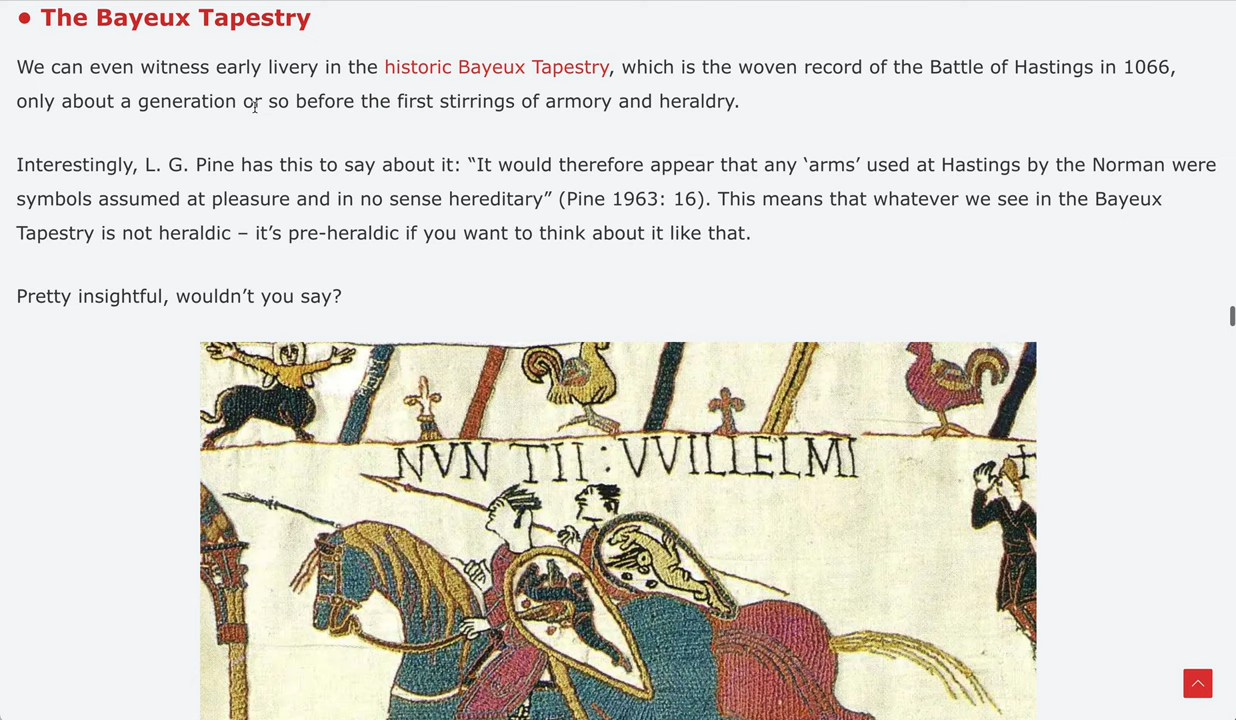 ● The Bayeux Tapestry
We can even witness early livery in the historic Bayeux Tapestry, which is the woven record of the Battle of Hastings in 1066,
only about a generation or so before the first stirrings of armory and heraldry.
Interestingly, L. G. Pine has this to say about it: “It would therefore appear that any ‘arms’ used at Hastings by the Norman were
symbols assumed at pleasure and in no sense hereditary” (Pine 1963: 16). This means that whatever we see in the Bayeux
Tapestry is not heraldic – it’s pre-heraldic if you want to think about it like that.
Pretty insightful, wouldn’t you say?
NVN TII : VVILLELMI